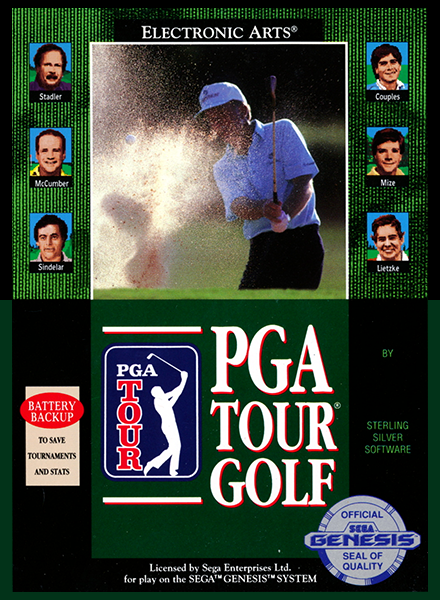 ELECTRONIC ARTS®
Stadler
Couples
McCumber
Mize
Sindelar
Lietzke
PGA
TOUR
PGA
TOUR®
GOLF
BY
STERLING
SILVER
SOFTWARE
BATTERY
BACKUP
TO SAVE
TOURNAMENTS
AND STATS
OFFICIAL
SEGA
GENESIS
SEAL OF
QUALITY
Licensed by Sega Enterprises Ltd.
for play on the SEGA™ GENESIS™ SYSTEM